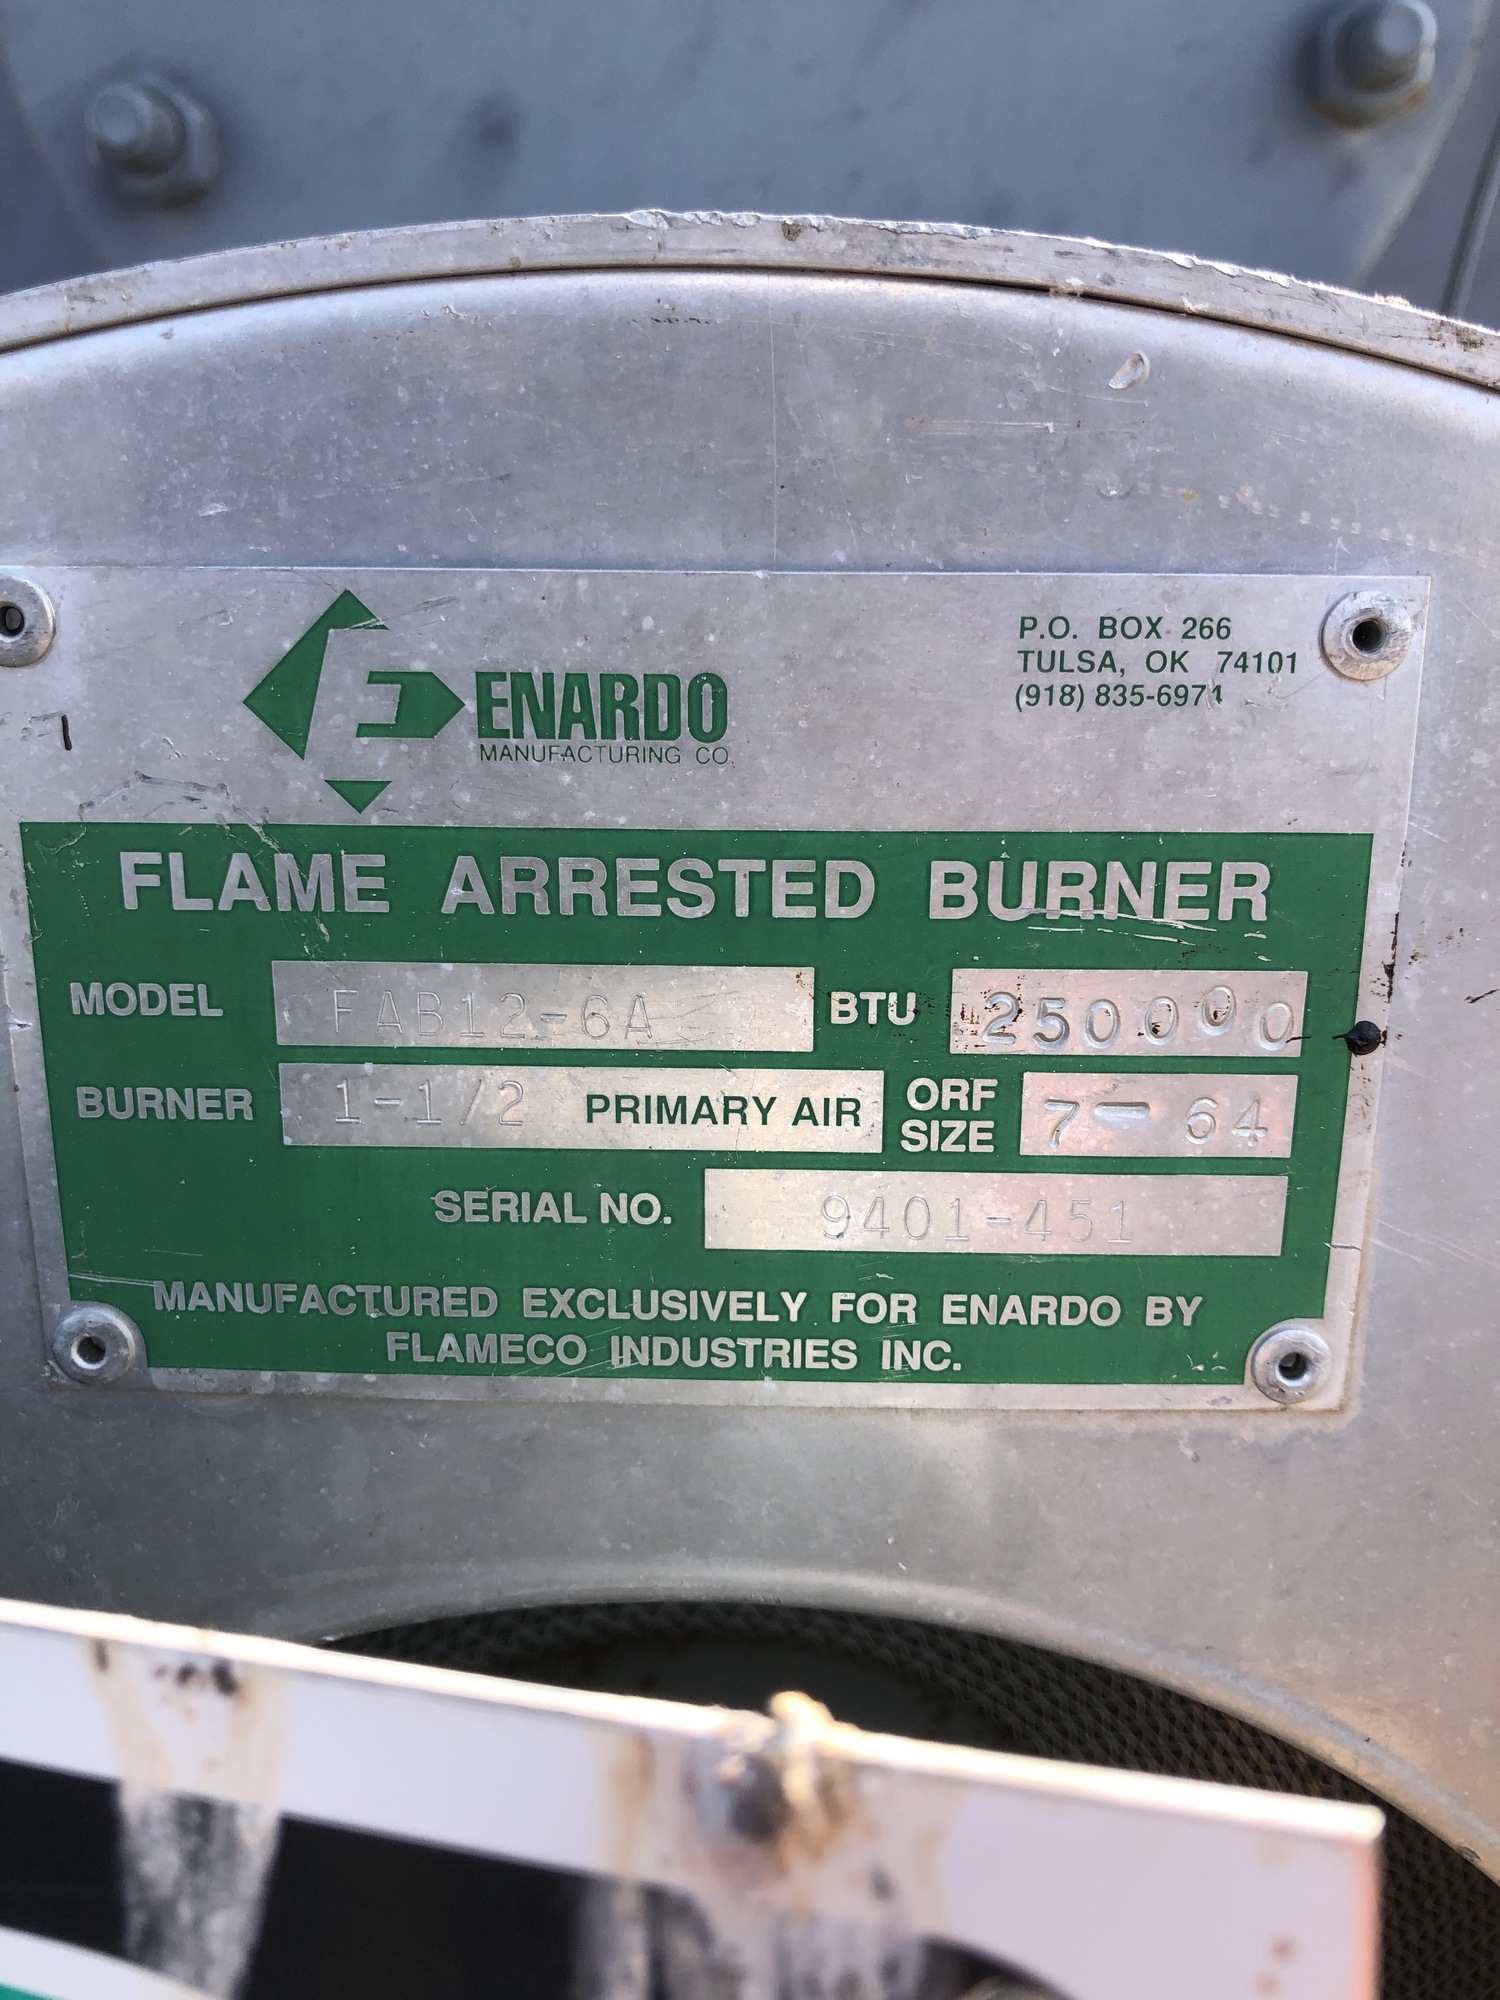 ENARDO
MANUFACTURING CO.
P.O. BOX 266
TULSA, OK 74101
(918) 835-6971
FLAME ARRESTED BURNER
MODEL FAB12-6A BTU 250000
BURNER 1-1/2 PRIMARY AIR ORF SIZE 7-64
SERIAL NO. 9401-451
MANUFACTURED EXCLUSIVELY FOR ENARDO BY
FLAMECO INDUSTRIES INC.